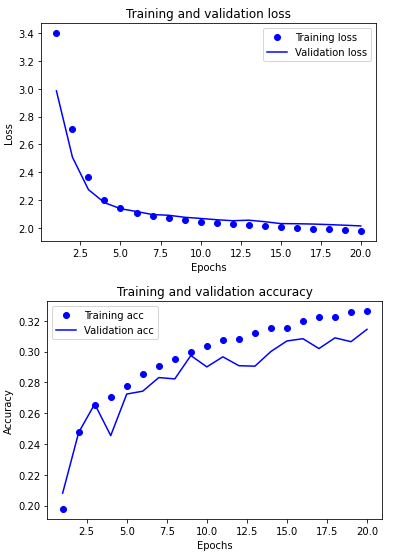 Training and validation loss
3.4
3.2
3.0
2.8
2.6
2.4
2.2
2.0
Loss
Training loss
Validation loss
2.5 5.0 7.5 10.0 12.5 15.0 17.5 20.0
Epochs
Training and validation accuracy
0.32
0.30
0.28
0.26
0.24
0.22
0.20
Accuracy
Training acc
Validation acc
2.5 5.0 7.5 10.0 12.5 15.0 17.5 20.0
Epochs